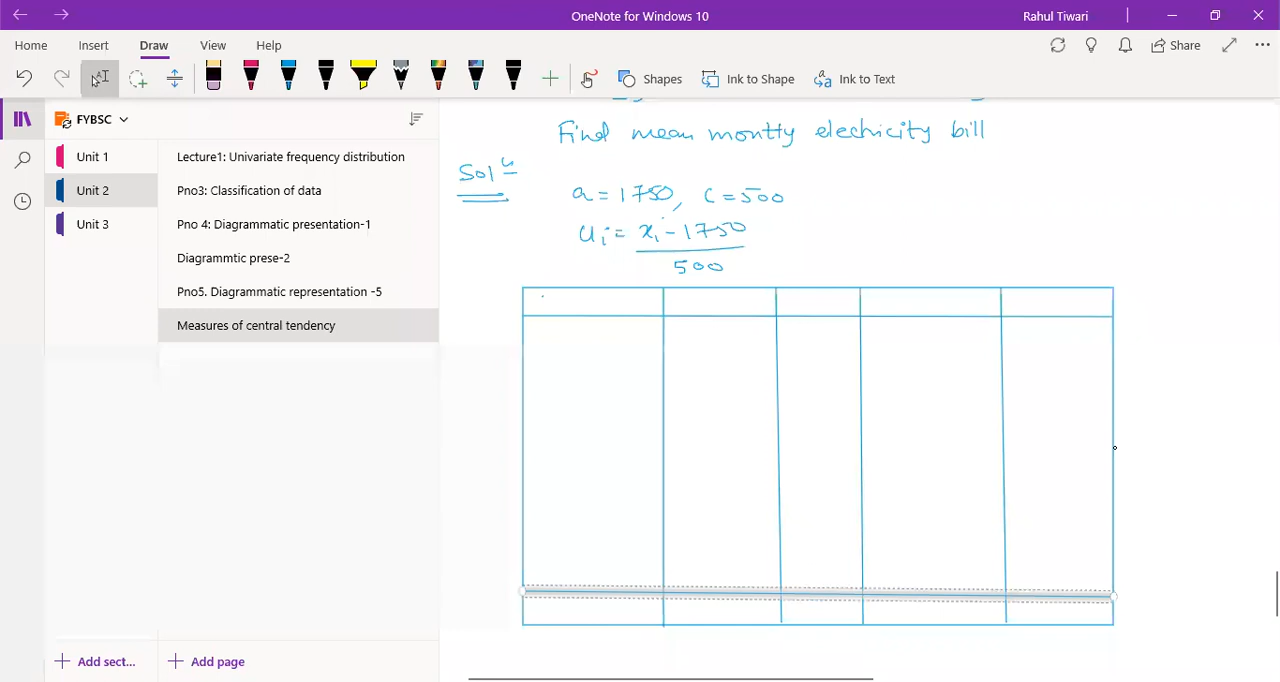 OneNote for Windows 10
Rahul Tiwari
Home
Insert
Draw
View
Help
Share
Shapes
Ink to Shape
Ink to Text
FYBSC
Unit 1
Unit 2
Unit 3
Lecture1: Univariate frequency distribution
Pno3: Classification of data
Pno 4: Diagrammatic presentation-1
Diagrammtic prese-2
Pno5. Diagrammatic representation -5
Measures of central tendency
Add sect...
Add page
Find mean montty electricity bill
Solⁿ
a = 1750, c = 500
ui = xi - 1750
500